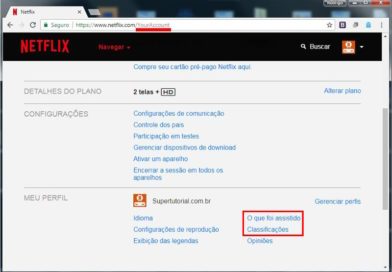 Netflix
Seguro
https://www.netflix.com/YourAccount
NETFLIX
Navegar
Buscar
Compre seu cartão pré-pago Netflix aqui.
DETALHES DO PLANO
2 telas + HD
Alterar plano
CONFIGURAÇÕES
Configurações de comunicação
Controle dos pais
Participação em testes
Gerenciar dispositivos de download
Ativar um aparelho
Encerrar a sessão em todos os
aparelhos
MEU PERFIL
Supertutorial.com.br
Gerenciar perfis
Idioma
O que foi assistido
Configurações de reprodução
Classificações
Exibição das legendas
Opiniões